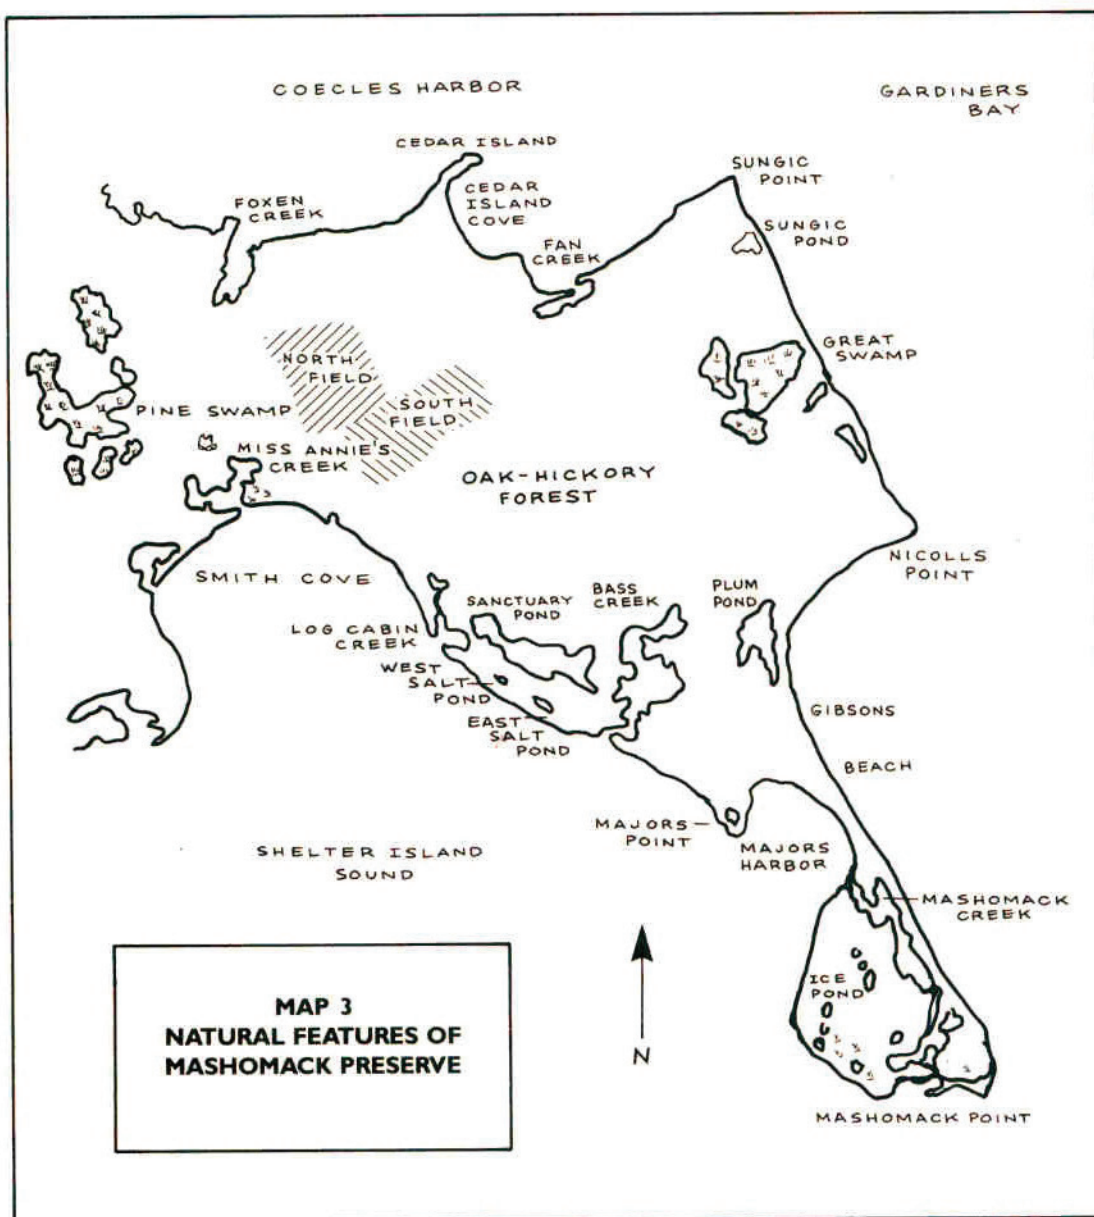 COECLES HARBOR
GARDINERS
BAY
CEDAR ISLAND
SUNGIC
POINT
FOXEN
CREEK
CEDAR
ISLAND
COVE
SUNGIC
POND
FAN
CREEK
GREAT
SWAMP
NORTH
FIELD
SOUTH
FIELD
PINE SWAMP
MISS ANNIE'S
CREEK
OAK-HICKORY
FOREST
NICOLLS
POINT
SMITH COVE
BASS
CREEK
PLUM
POND
SANCTUARY
POND
LOG CABIN
CREEK
WEST
SALT
POND
EAST
SALT
POND
GIBSONS
BEACH
MAJORS
POINT
MAJORS
HARBOR
SHELTER ISLAND
SOUND
MASHOMACK
CREEK
ICE
POND
N
MAP 3
NATURAL FEATURES OF
MASHOMACK PRESERVE
MASHOMACK POINT